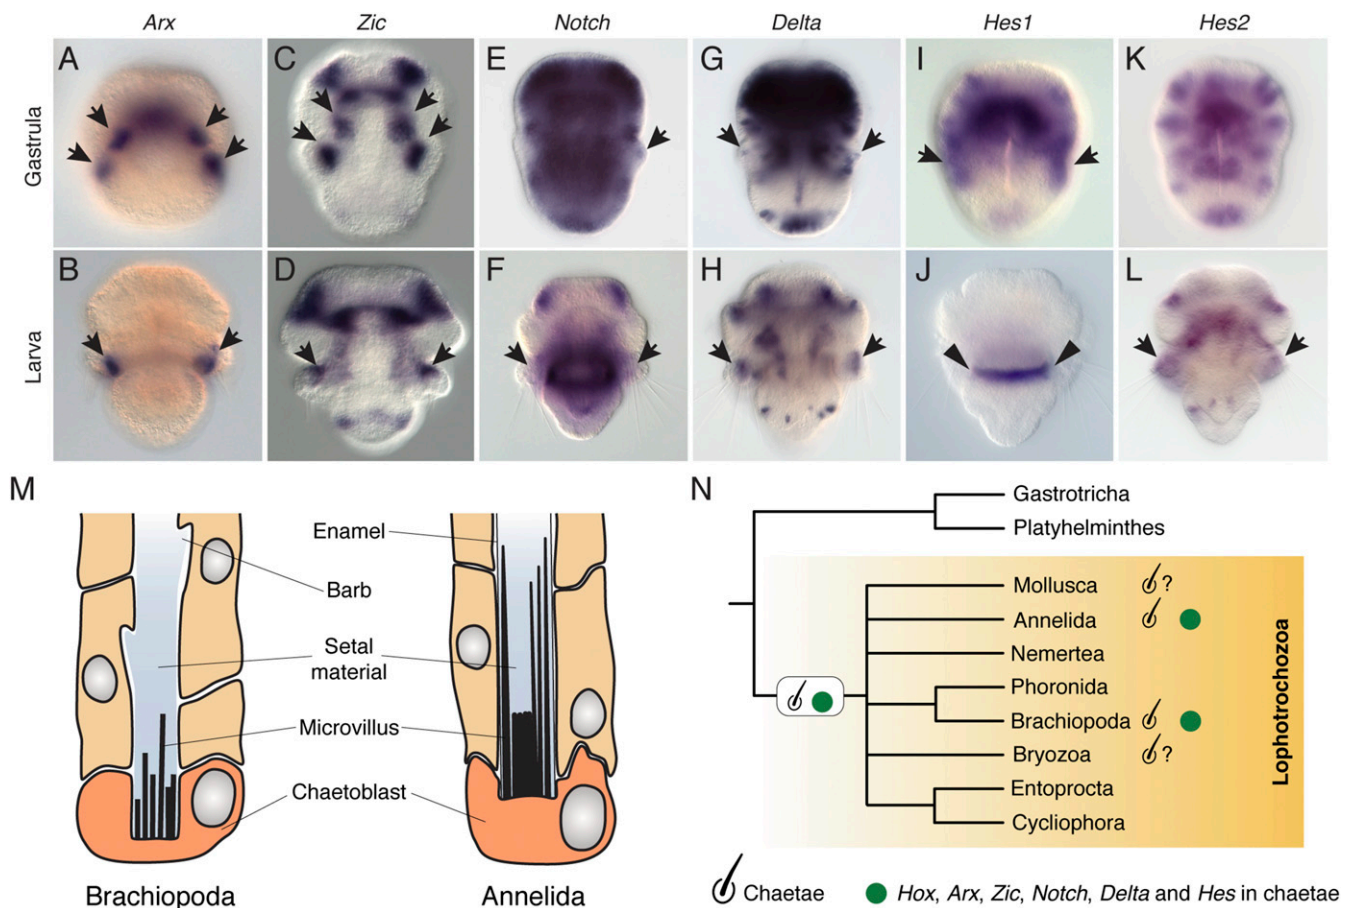 Arx Zic Notch Delta Hes1 Hes2
Gastrula
A C E G I K
Larva
B D F H J L
M
Enamel
Barb
Setal
material
Microvillus
Chaetoblast
Brachiopoda Annelida
N
Gastrotricha
Platyhelminthes
Mollusca ?
Annelida
Nemertea
Phoronida
Brachiopoda
Bryozoa ?
Entoprocta
Cycliophora
Lophotrochozoa
Chaetae
Hox, Arx, Zic, Notch, Delta and Hes in chaetae